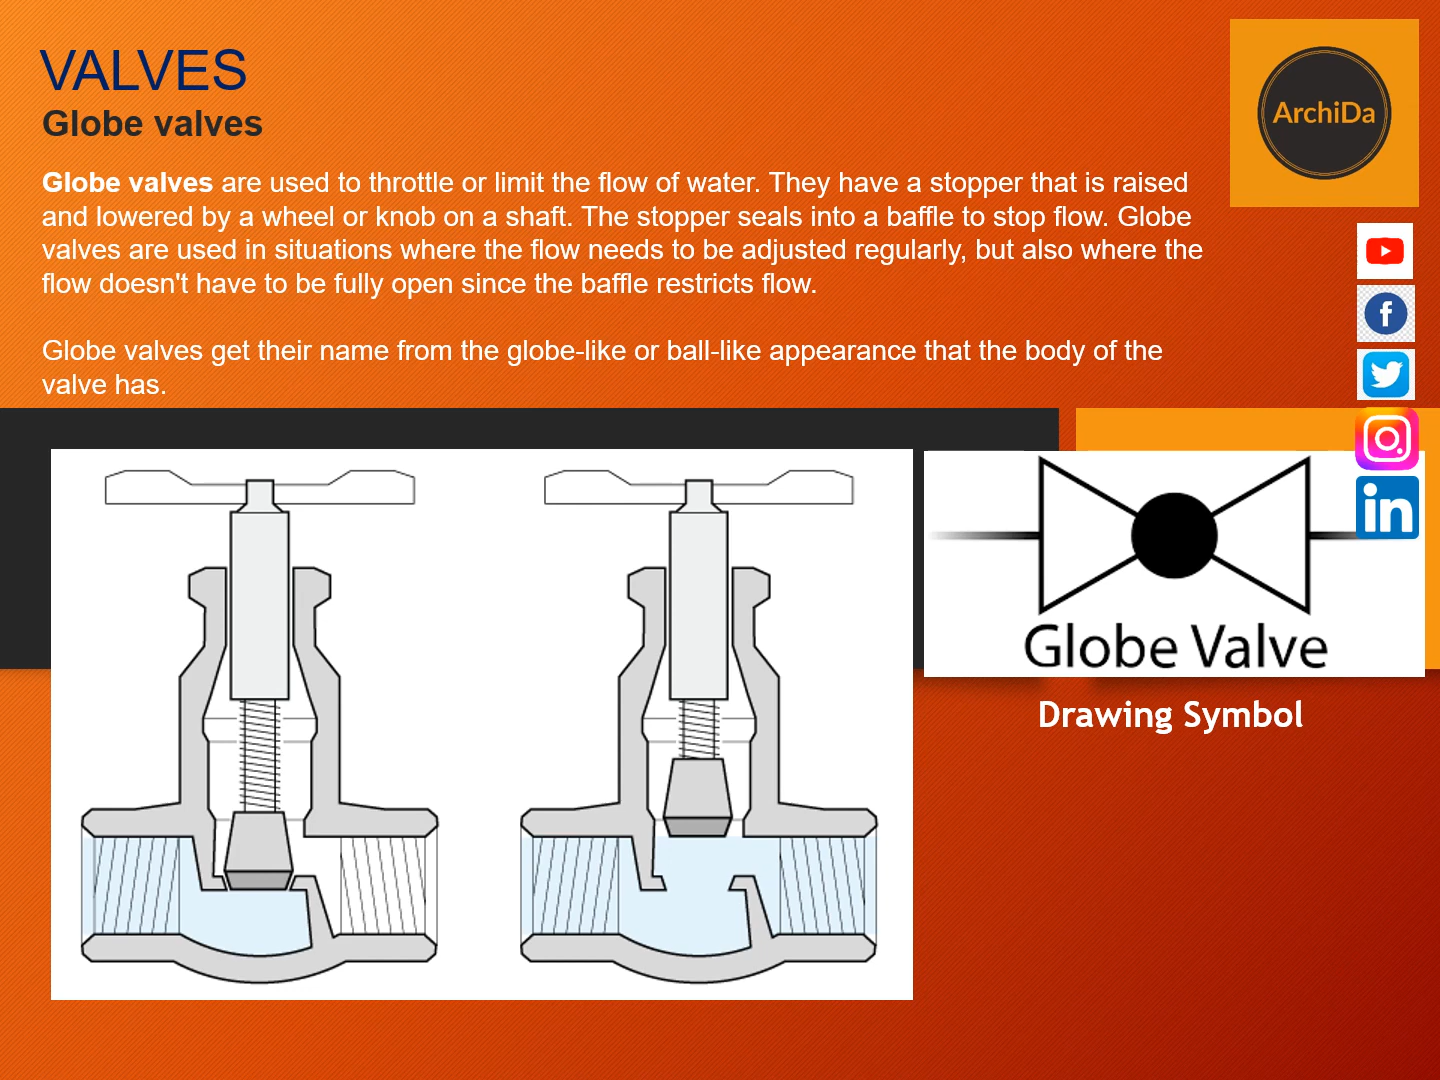 VALVES
Globe valves
Globe valves are used to throttle or limit the flow of water. They have a stopper that is raised
and lowered by a wheel or knob on a shaft. The stopper seals into a baffle to stop flow. Globe
valves are used in situations where the flow needs to be adjusted regularly, but also where the
flow doesn't have to be fully open since the baffle restricts flow.
Globe valves get their name from the globe-like or ball-like appearance that the body of the
valve has.
ArchiDa
f
in
Globe Valve
Drawing Symbol